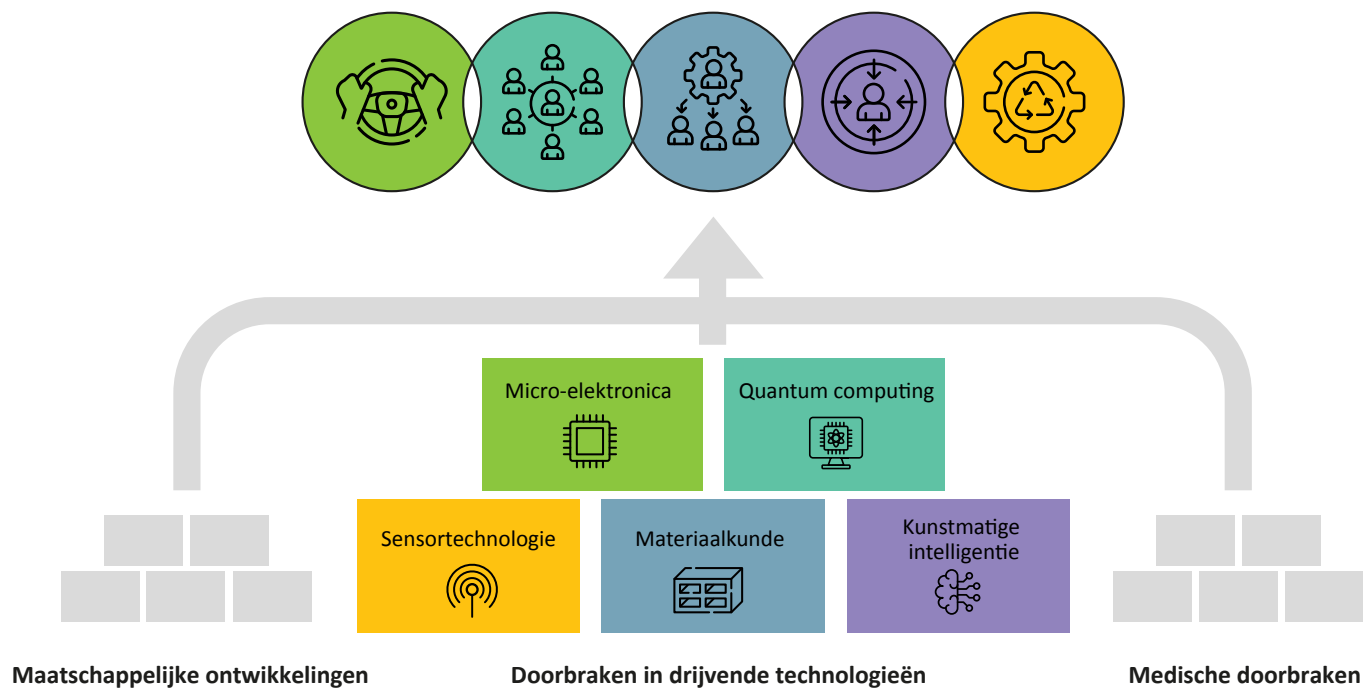 Micro-elektronica
Quantum computing
Sensortechnologie
Materiaalkunde
Kunstmatige
intelligentie
Maatschappelijke ontwikkelingen
Doorbraken in drijvende technologieën
Medische doorbraken